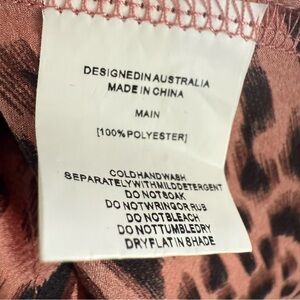 DESIGNEDIN AUSTRALIA
MADE IN CHINA
MAIN
[100%POLYESTER]
COLDHANDWASH
SEPARATELYWITHMILDDETERGENT
DO NOTSOAK
DO NOTWRINGOR RUB
DO NOTBLEACH
DO NOTTUMBLEDRY
DRYFLAT IN SHADE